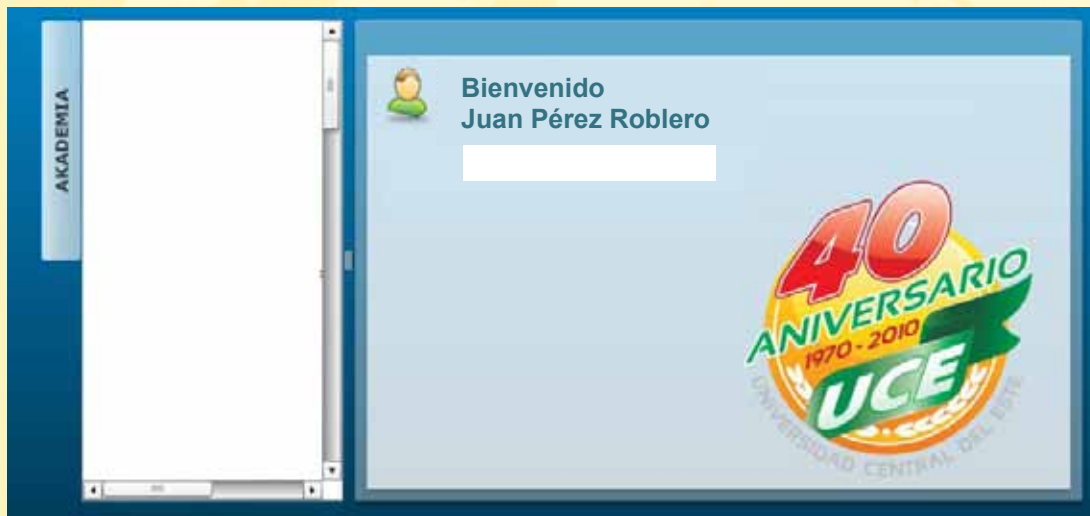 AKADEMIA
Bienvenido
Juan Pérez Roblero
40
ANIVERSARIO
1970 - 2010
UCE
UNIVERSIDAD CENTRAL DEL ESTE